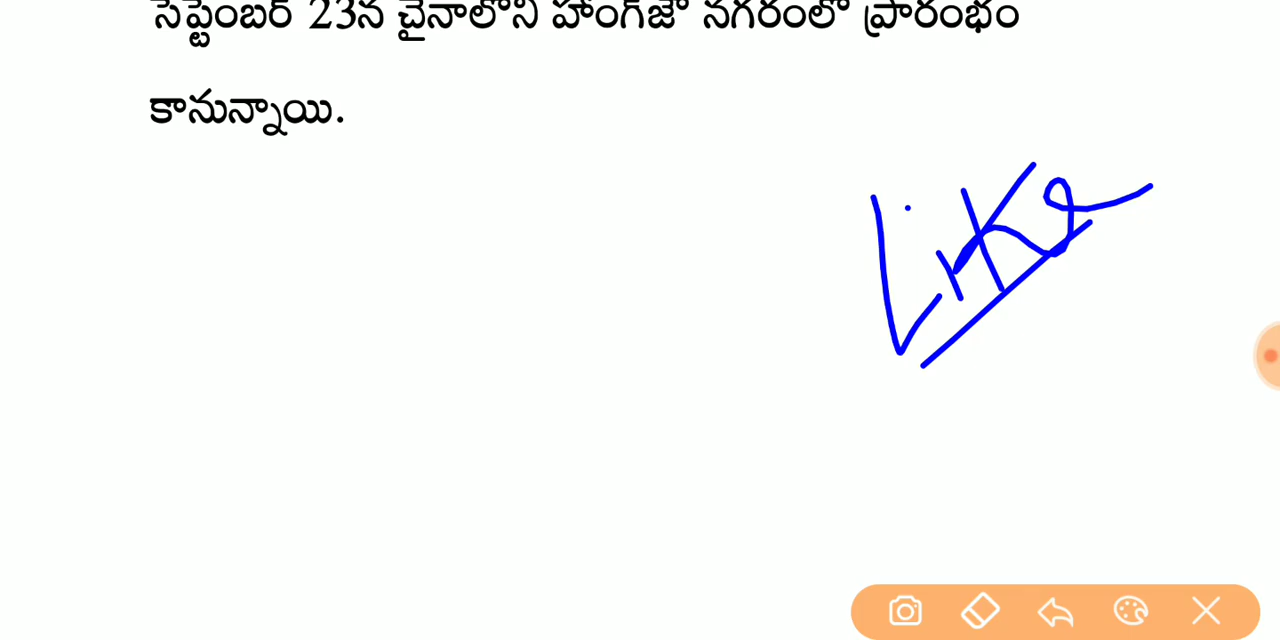 సెప్టెంబర్ 23న చైనాలోని హాంగ్‌జౌ నగరంలో ప్రారంభం
కానున్నాయి.
Like